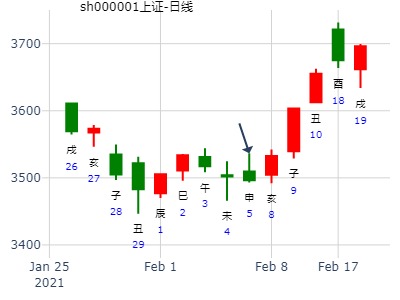 sh000001上证-日线
3700
3600
3500
3400
戌
26
亥
27
子
28
丑
29
辰
1
巳
2
午
3
未
4
申
5
亥
8
子
9
丑
10
酉
18
戌
19
Jan 25
2021
Feb 1
Feb 8
Feb 17